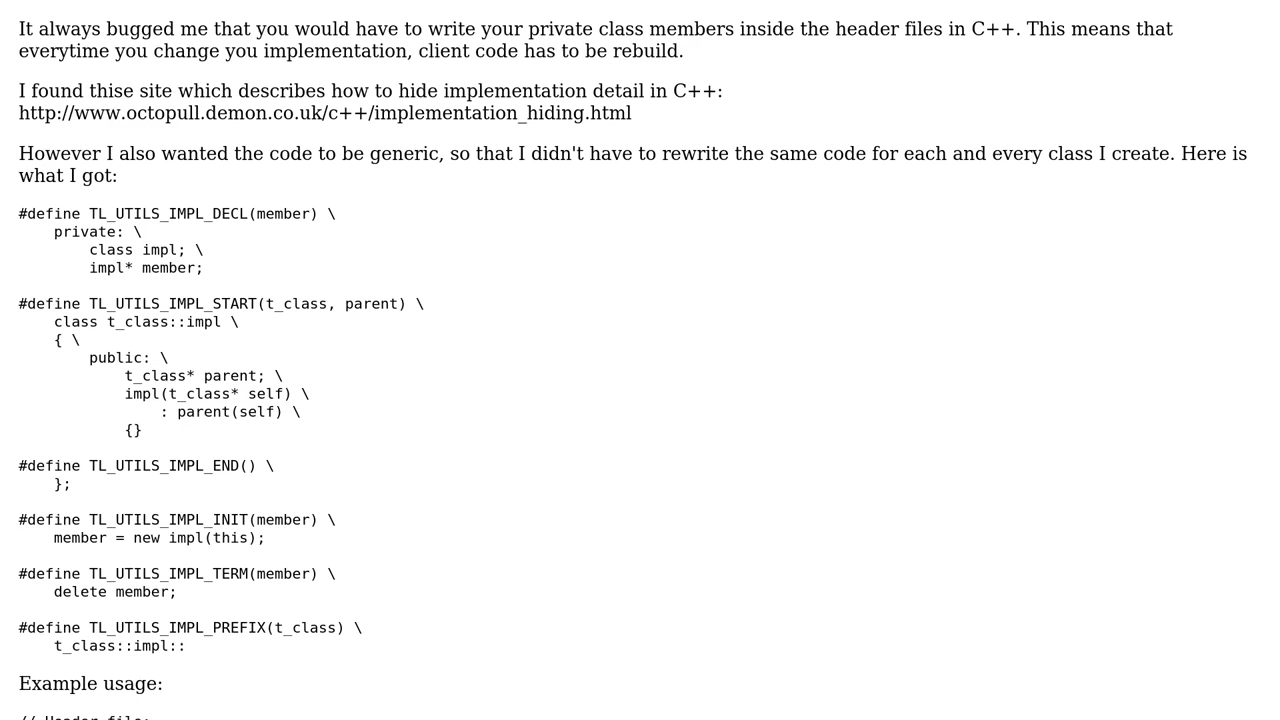 It always bugged me that you would have to write your private class members inside the header files in C++. This means that
everytime you change you implementation, client code has to be rebuild.
I found thise site which describes how to hide implementation detail in C++:
http://www.octopull.demon.co.uk/c++/implementation_hiding.html
However I also wanted the code to be generic, so that I didn't have to rewrite the same code for each and every class I create. Here is
what I got:
#define TL_UTILS_IMPL_DECL(member) \
    private: \
        class impl; \
        impl* member;
#define TL_UTILS_IMPL_START(t_class, parent) \
    class t_class::impl \
    { \
        public: \
            t_class* parent; \
            impl(t_class* self) \
                : parent(self) \
            {}
#define TL_UTILS_IMPL_END() \
    };
#define TL_UTILS_IMPL_INIT(member) \
    member = new impl(this);
#define TL_UTILS_IMPL_TERM(member) \
    delete member;
#define TL_UTILS_IMPL_PREFIX(t_class) \
    t_class::impl::
Example usage:
// Header file: